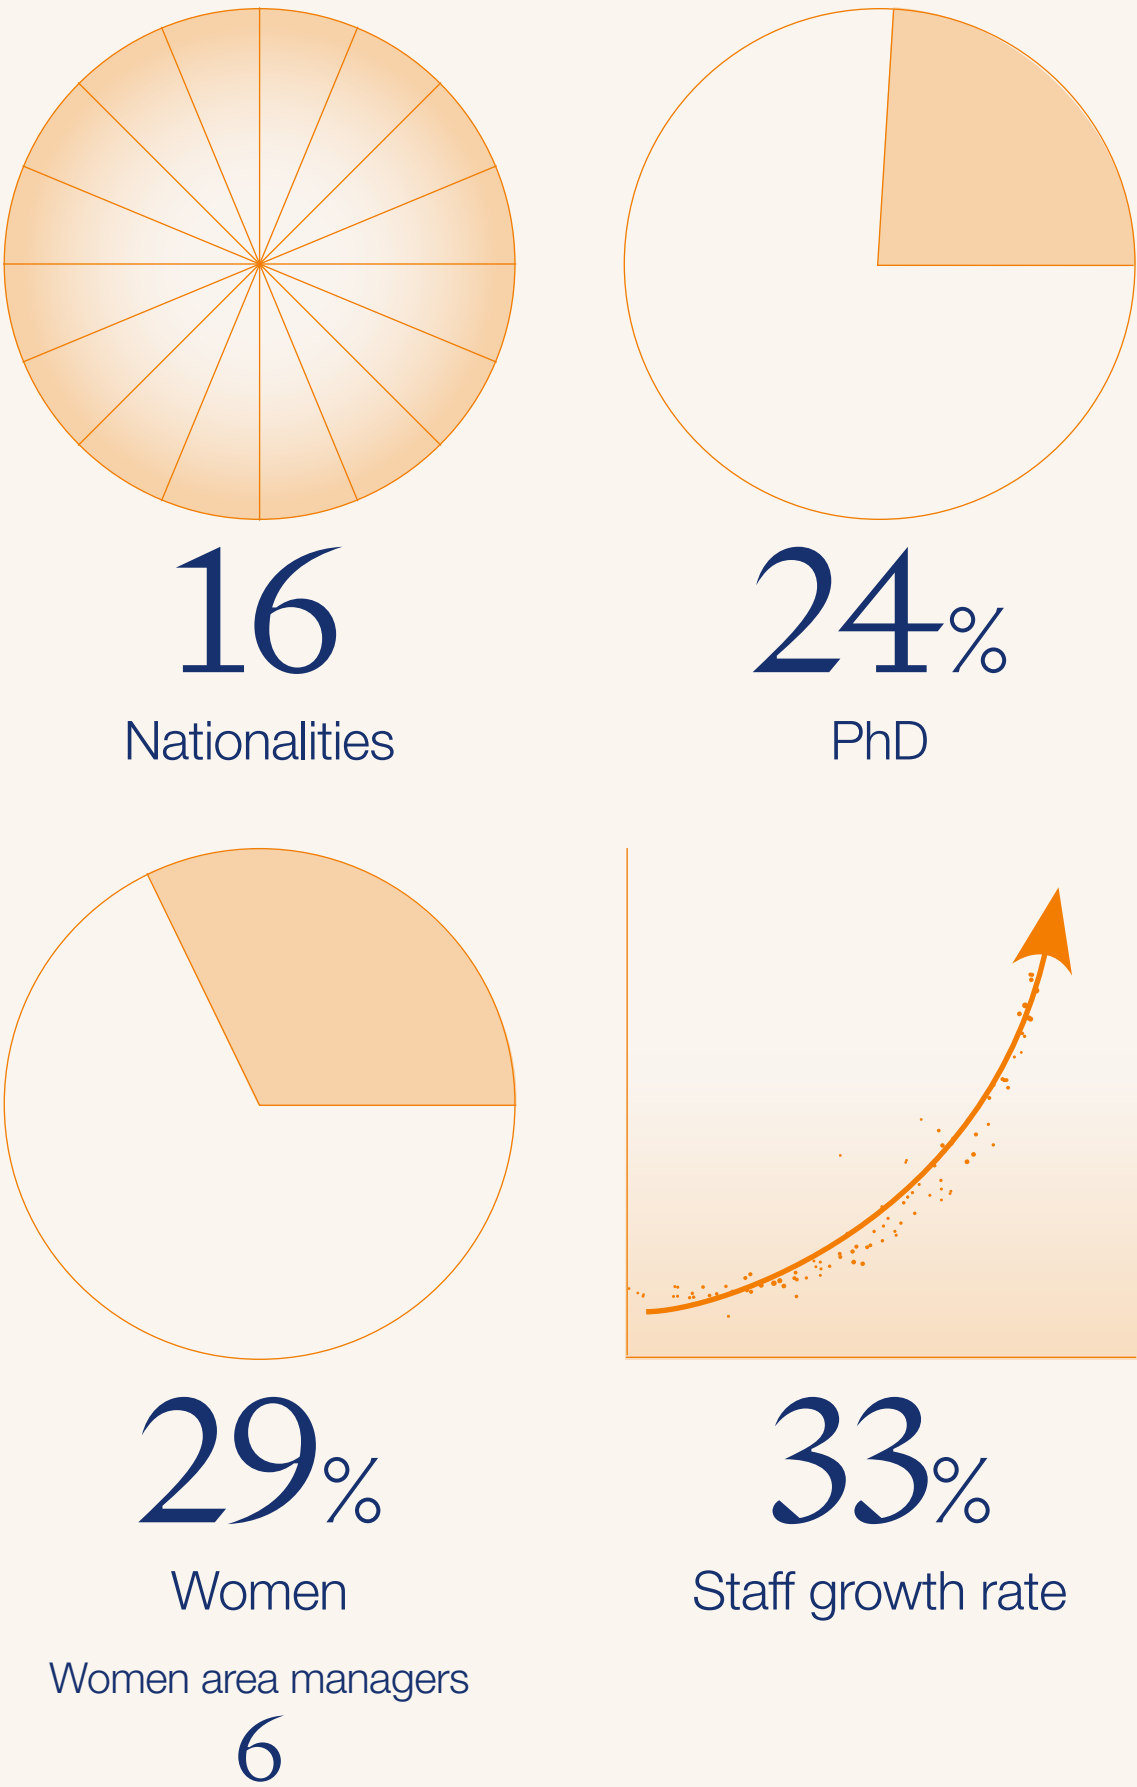 16
Nationalities
24%
PhD
29%
Women
Women area managers
6
33%
Staff growth rate